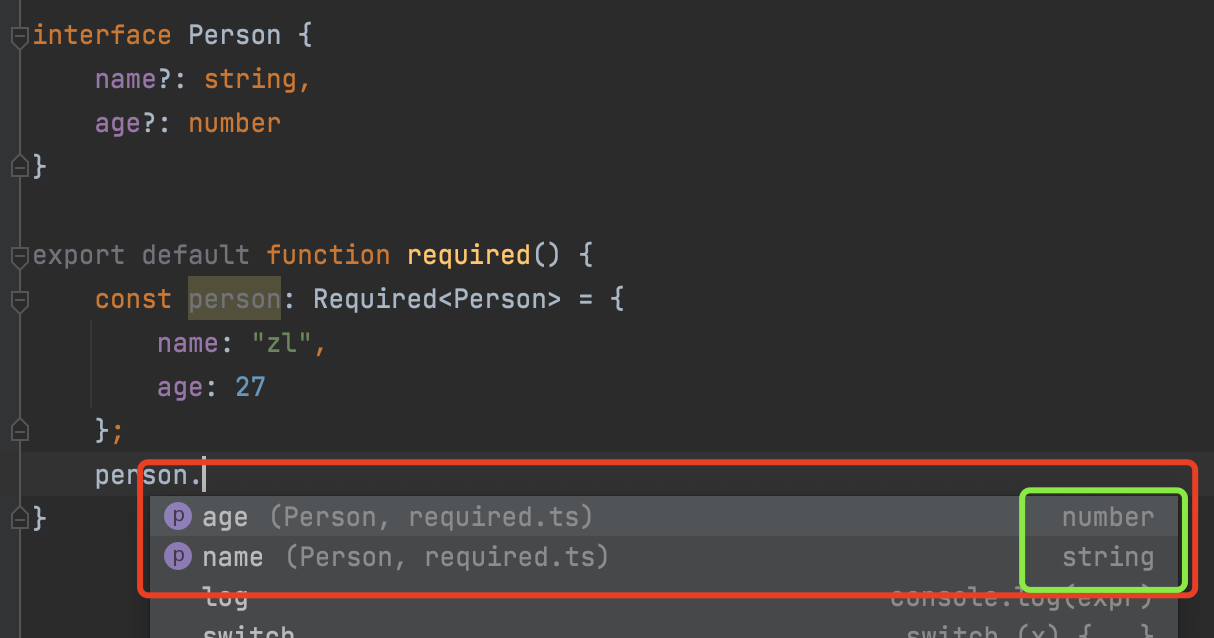 interface Person {
    name?: string,
    age?: number
}
export default function required() {
    const person: Required<Person> = {
        name: "zl",
        age: 27
    };
    person.
p age (Person, required.ts) number
p name (Person, required.ts) string
}
log console.log(expr)
switch switch (x) { ... }